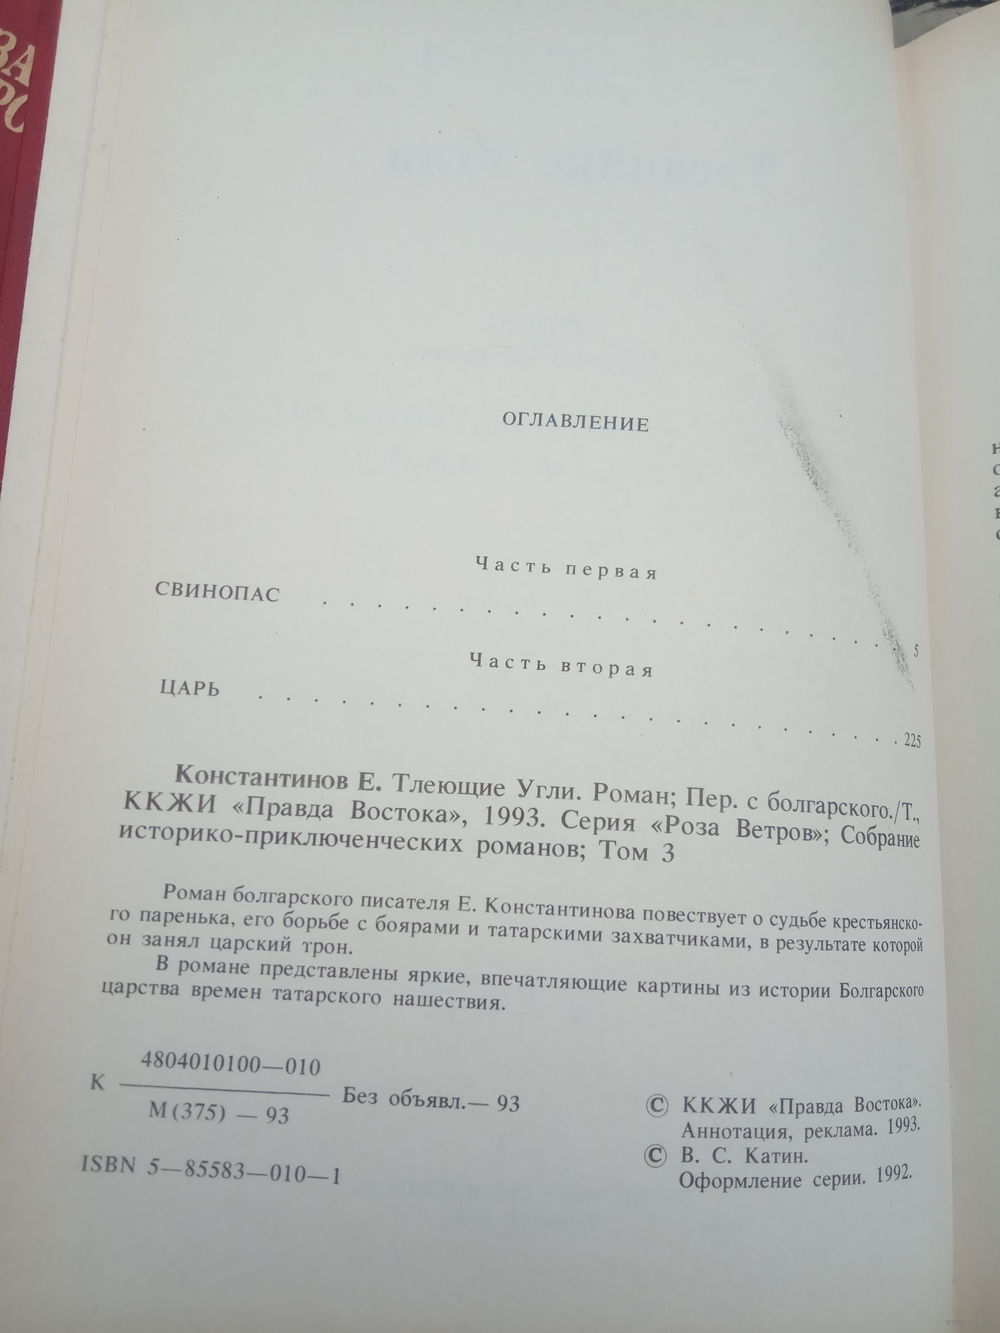 ВА
РО
ОГЛАВЛЕНИЕ
Часть первая
СВИНОПАС . . . . . . . . . . . . . . . . . . . . . . 5
Часть вторая
ЦАРЬ . . . . . . . . . . . . . . . . . . . . . . . . 225
Константинов Е. Тлеющие Угли. Роман; Пер. с болгарского./Т.,
ККЖИ «Правда Востока», 1993. Серия «Роза Ветров»; Собрание
историко-приключенческих романов; Том 3
Роман болгарского писателя Е. Константинова повествует о судьбе крестьянско-
го паренька, его борьбе с боярами и татарскими захватчиками, в результате которой
он занял царский трон.
В романе представлены яркие, впечатляющие картины из истории Болгарского
царства времен татарского нашествия.
4804010100—010
К
М(375) — 93
Без объявл.— 93
ISBN 5—85583—010—1
© ККЖИ «Правда Востока».
Аннотация, реклама. 1993.
© В. С. Катин.
Оформление серии. 1992.